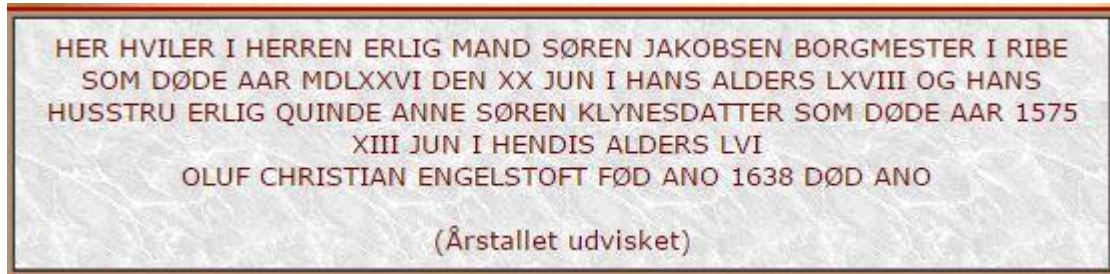 HER HVILER I HERREN ERLIG MAND SØREN JAKOBSEN BORGMESTER I RIBE
SOM DØDE AAR MDLXXVI DEN XX JUN I HANS ALDERS LXVIII OG HANS
HUSSTRU ERLIG QUINDE ANNE SØREN KLYNESDATTER SOM DØDE AAR 1575
XIII JUN I HENDIS ALDERS LVI
OLUF CHRISTIAN ENGELSTOFT FØD ANO 1638 DØD ANO
(Årstallet udvisket)